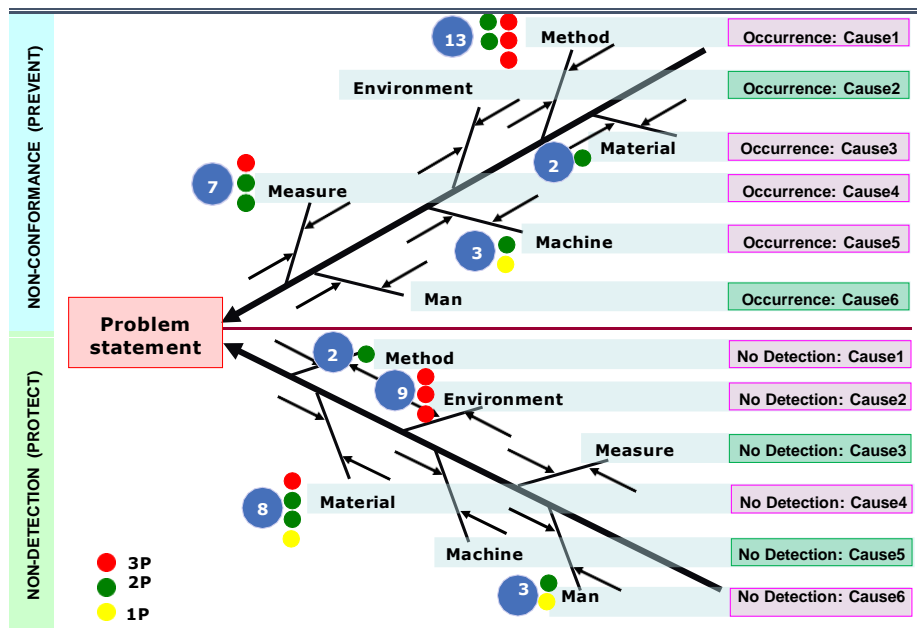 NON-CONFORMANCE (PREVENT)
13
Method
Occurrence: Cause1
Environment
Occurrence: Cause2
2
Material
Occurrence: Cause3
7
Measure
Occurrence: Cause4
3
Machine
Occurrence: Cause5
Man
Occurrence: Cause6
Problem
statement
NON-DETECTION (PROTECT)
2
Method
No Detection: Cause1
9
Environment
No Detection: Cause2
Measure
No Detection: Cause3
8
Material
No Detection: Cause4
Machine
No Detection: Cause5
3
Man
No Detection: Cause6
3P
2P
1P